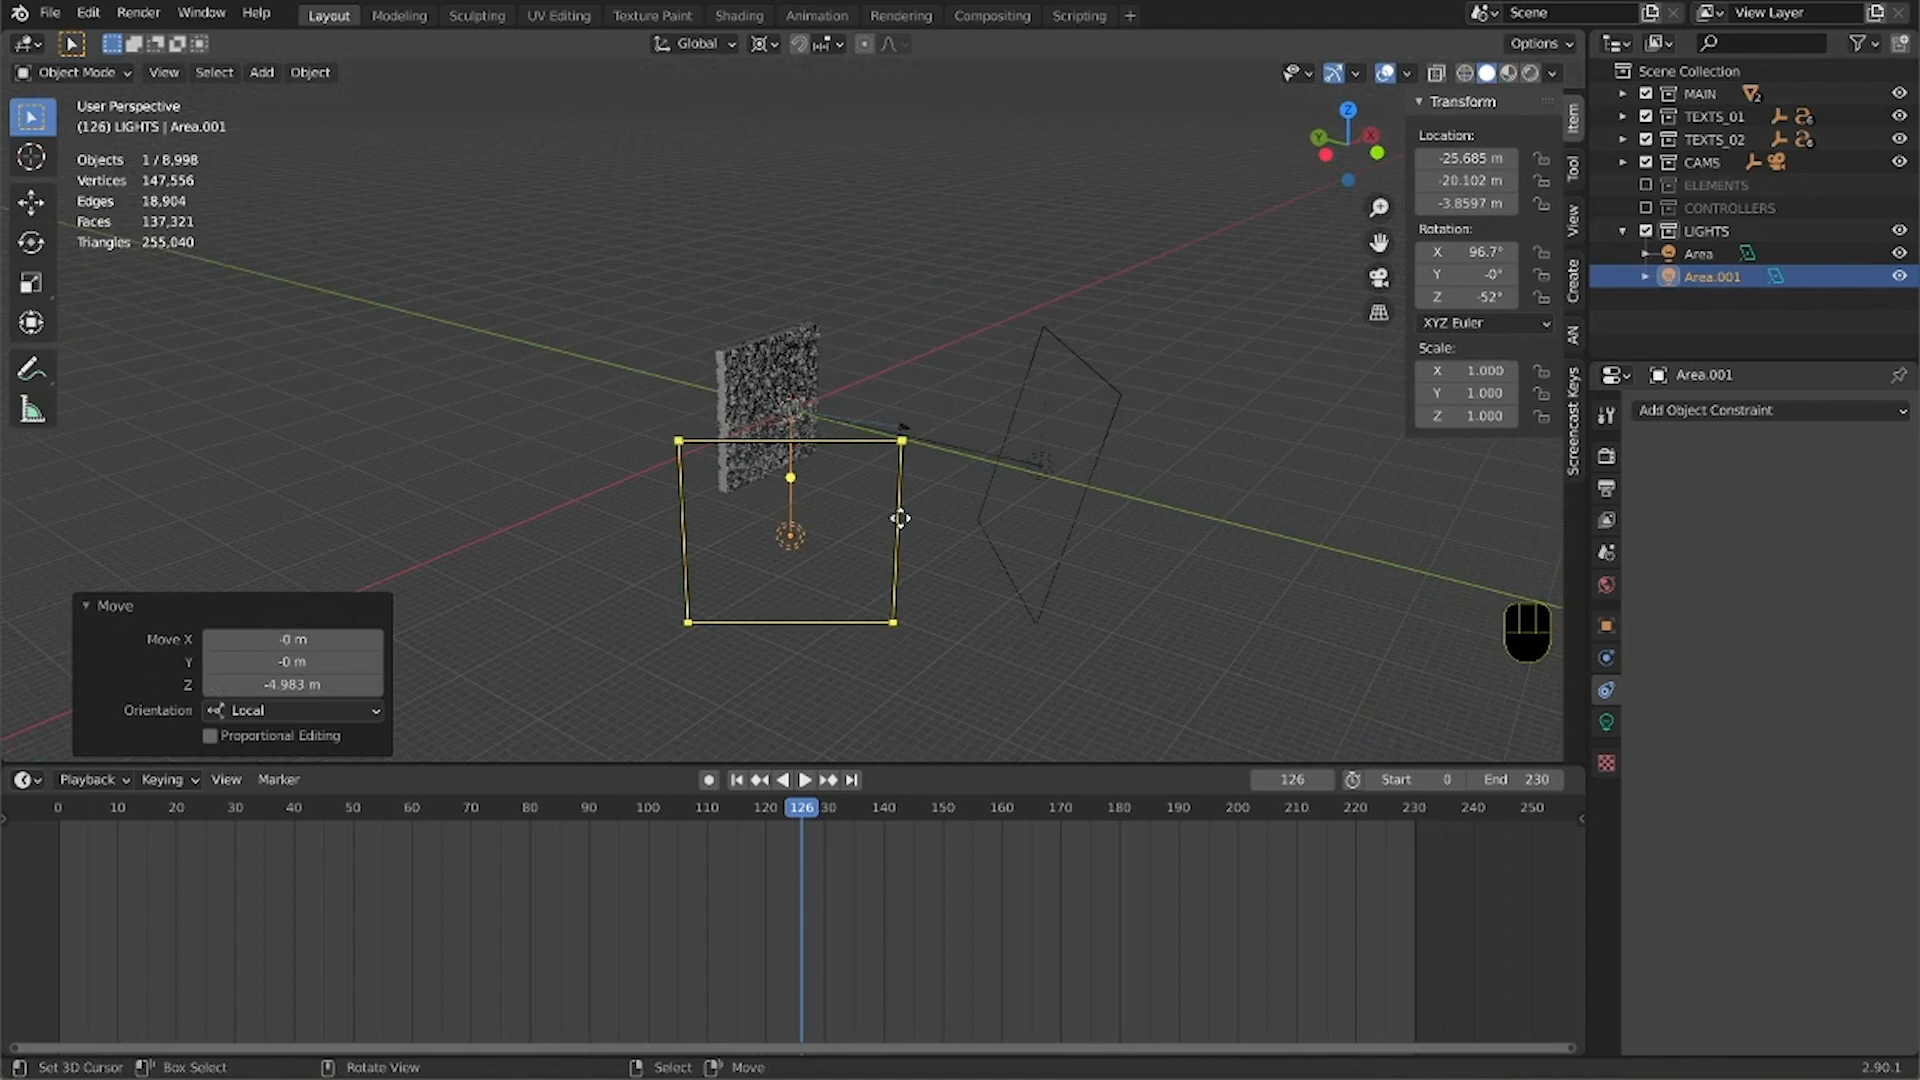 File Edit Render Window Help Layout Modeling Sculpting UV Editing Texture Paint Shading Animation Rendering Compositing Scripting + Scene View Layer
Global Options
Object Mode View Select Add Object
User Perspective
(126) LIGHTS | Area.001
Objects 1 / 8,998
Vertices 147,556
Edges 18,904
Faces 137,321
Triangles 255,040
Z
Y
X
Transform
Location:
-25.685 m
-20.102 m
-3.8597 m
Rotation:
X 96.7°
Y -0°
Z -52°
XYZ Euler
Scale:
X 1.000
Y 1.000
Z 1.000
Item
Tool
View
Create
AN
Screencast Keys
Scene Collection
MAIN 2
TEXTS_01 6
TEXTS_02 6
CAMS
ELEMENTS
CONTROLLERS
LIGHTS
Area
Area.001
Area.001
Add Object Constraint
Move
Move X -0 m
Y -0 m
Z -4.983 m
Orientation Local
Proportional Editing
Playback Keying View Marker 126 Start 0 End 230
0 10 20 30 40 50 60 70 80 90 100 110 120 126 30 140 150 160 170 180 190 200 210 220 230 240 250
Set 3D Cursor Box Select Rotate View Select Move 2.90.1